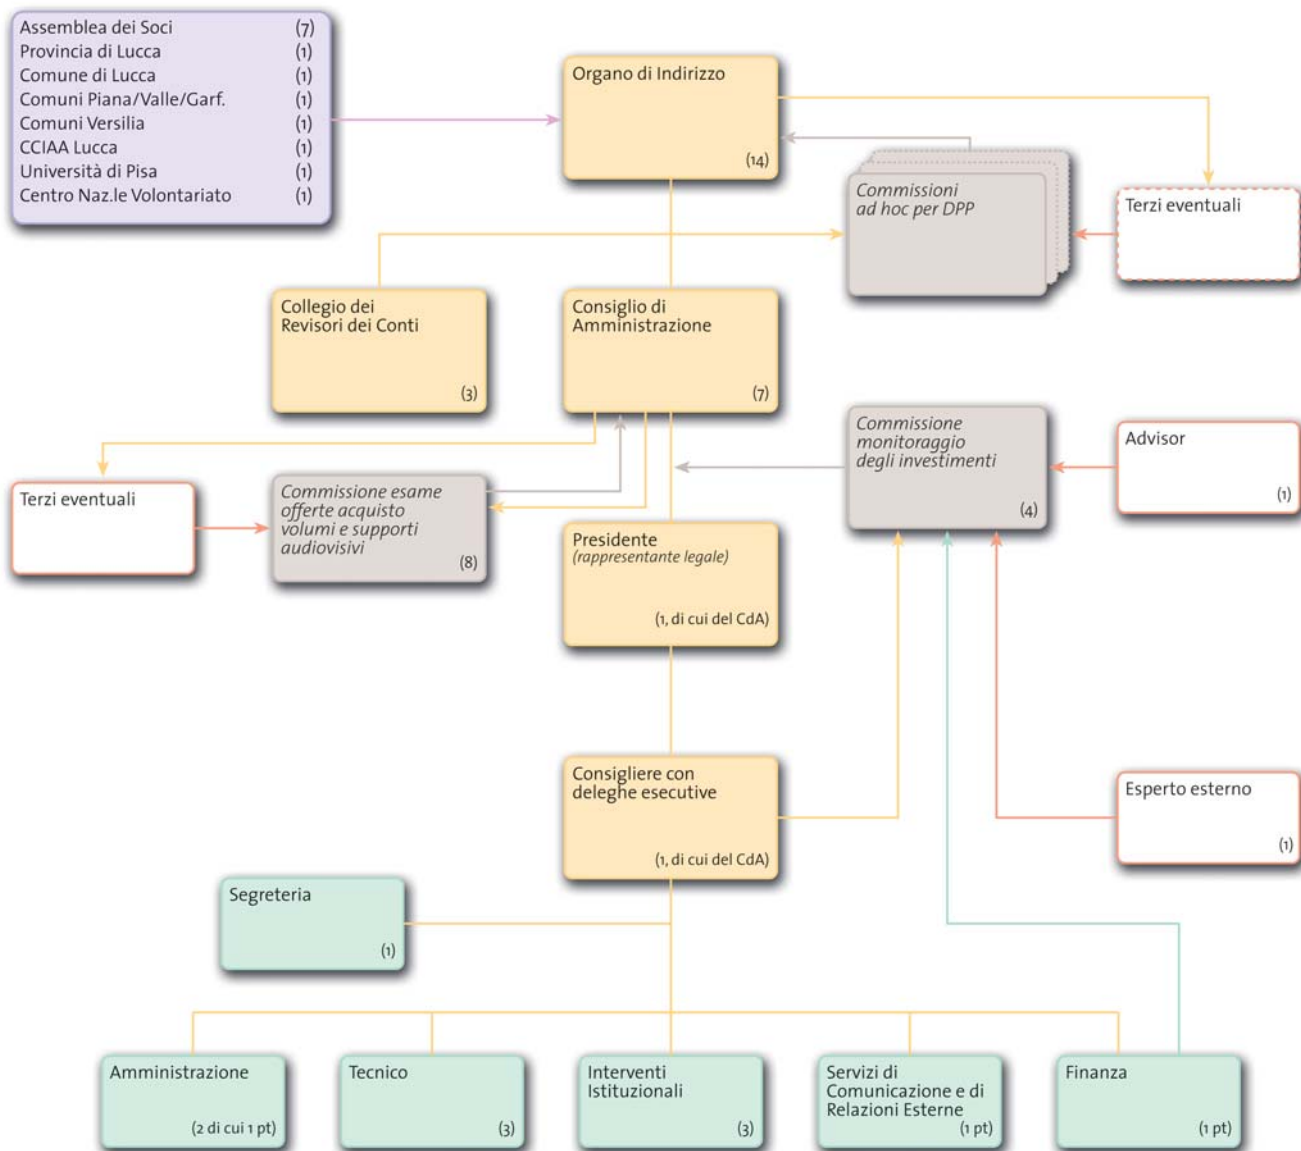 Assemblea dei Soci (7)
Provincia di Lucca (1)
Comune di Lucca (1)
Comuni Piana/Valle/Garf. (1)
Comuni Versilia (1)
CCIAA Lucca (1)
Università di Pisa (1)
Centro Naz.le Volontariato (1)
Organo di Indirizzo
(14)
Commissioni
ad hoc per DPP
Terzi eventuali
Collegio dei
Revisori dei Conti
(3)
Consiglio di
Amministrazione
(7)
Commissione
monitoraggio
degli investimenti
(4)
Advisor
(1)
Terzi eventuali
Commissione esame
offerte acquisto
volumi e supporti
audiovisivi
(8)
Presidente
(rappresentante legale)
(1, di cui del CdA)
Consigliere con
deleghe esecutive
(1, di cui del CdA)
Esperto esterno
(1)
Segreteria
(1)
Amministrazione
(2 di cui 1 pt)
Tecnico
(3)
Interventi
Istituzionali
(3)
Servizi di
Comunicazione e di
Relazioni Esterne
(1 pt)
Finanza
(1 pt)